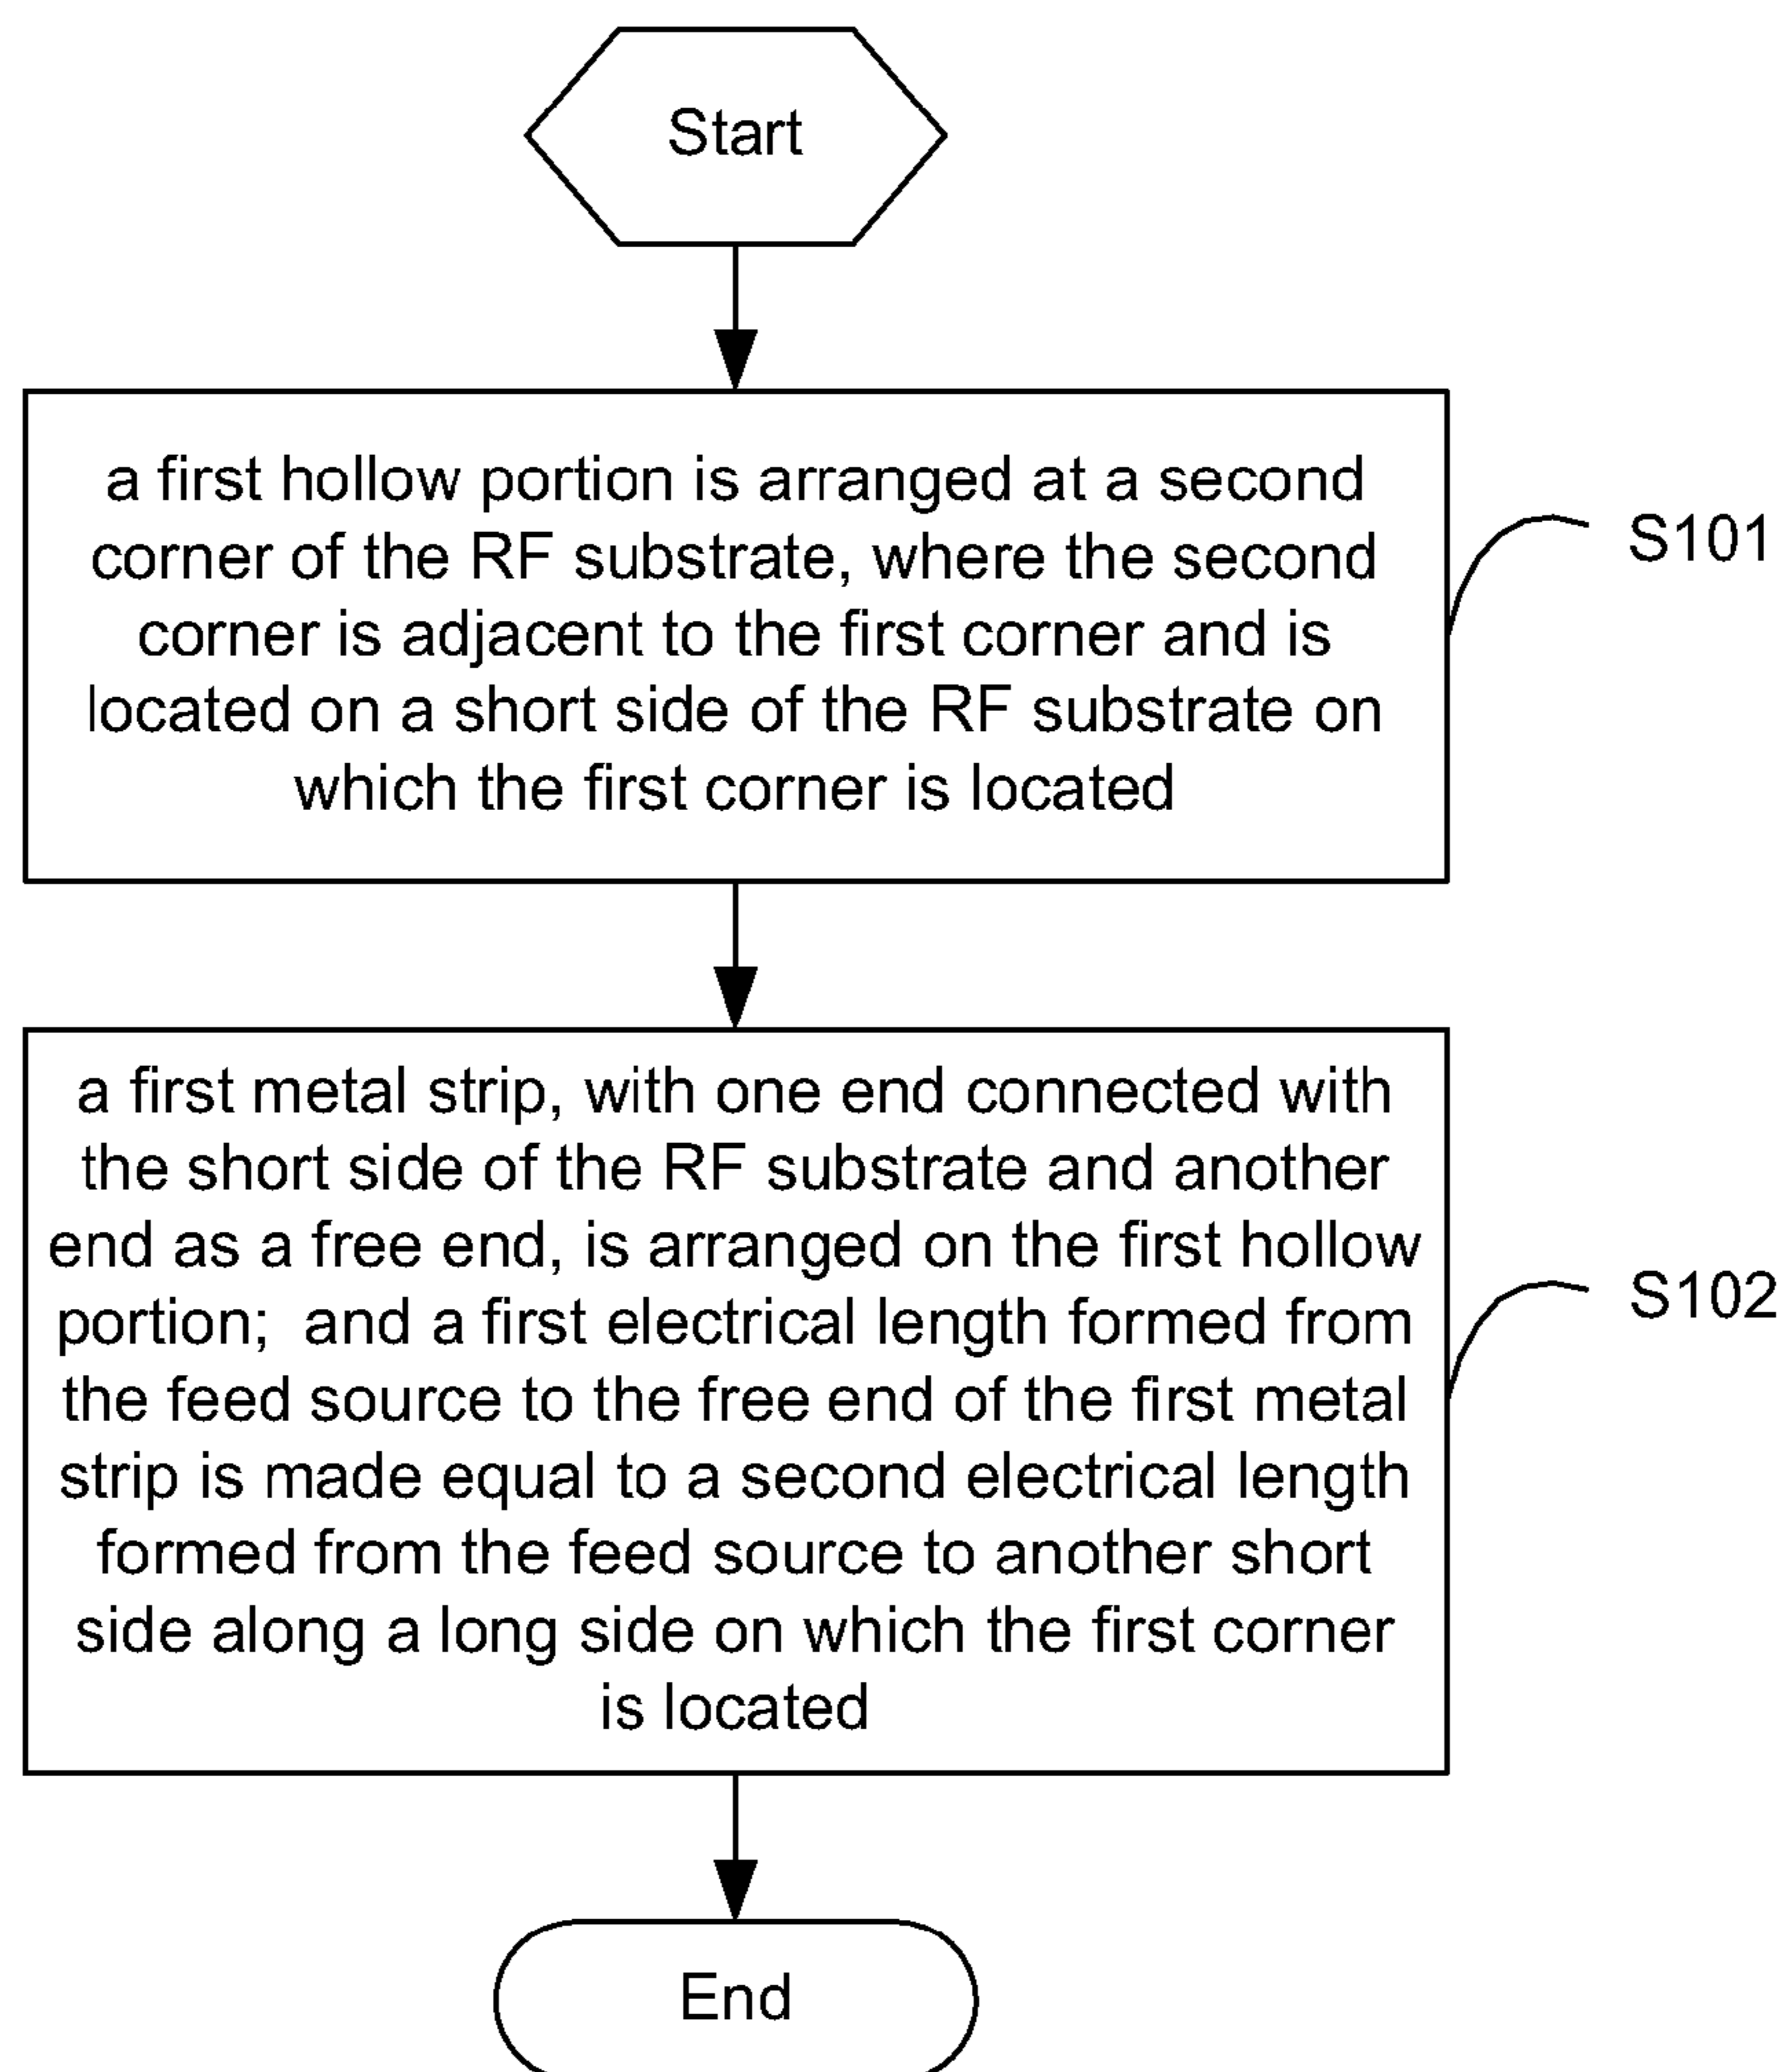 Start
a first hollow portion is arranged at a second
corner of the RF substrate, where the second
corner is adjacent to the first corner and is
located on a short side of the RF substrate on
which the first corner is located
S101
a first metal strip, with one end connected with
the short side of the RF substrate and another
end as a free end, is arranged on the first hollow
portion; and a first electrical length formed from
the feed source to the free end of the first metal
strip is made equal to a second electrical length
formed from the feed source to another short
side along a long side on which the first corner
is located
S102
End